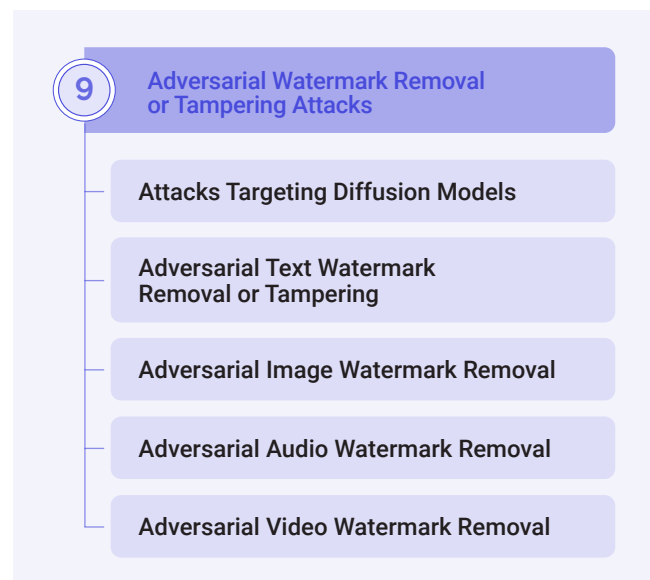 9
Adversarial Watermark Removal
or Tampering Attacks
Attacks Targeting Diffusion Models
Adversarial Text Watermark
Removal or Tampering
Adversarial Image Watermark Removal
Adversarial Audio Watermark Removal
Adversarial Video Watermark Removal